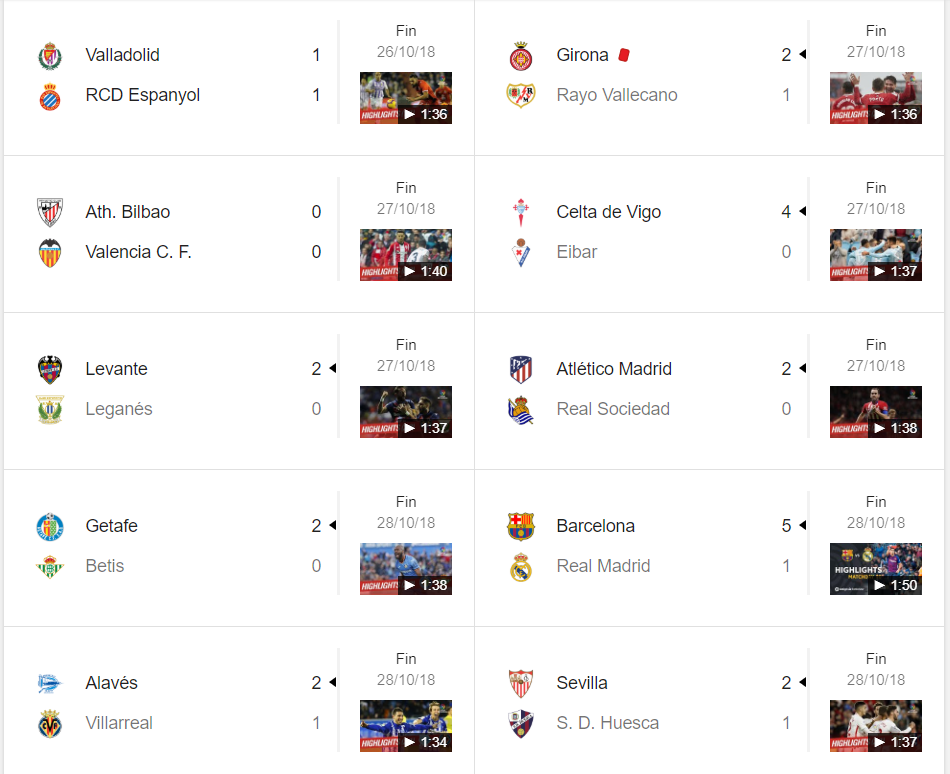 Fin
Valladolid 1
26/10/18
RCD Espanyol 1
HIGHLIGHTS 1:36
Fin
Girona 2
27/10/18
Rayo Vallecano 1
HIGHLIGHTS 1:36
Fin
Ath. Bilbao 0
27/10/18
Valencia C. F. 0
HIGHLIGHTS 1:40
Fin
Celta de Vigo 4
27/10/18
Eibar 0
HIGHLIGHTS 1:37
Fin
Levante 2
27/10/18
Leganés 0
HIGHLIGHTS 1:37
Fin
Atlético Madrid 2
27/10/18
Real Sociedad 0
HIGHLIGHTS 1:38
Fin
Getafe 2
28/10/18
Betis 0
HIGHLIGHTS 1:38
Fin
Barcelona 5
28/10/18
Real Madrid 1
HIGHLIGHTS
1:50
Fin
Alavés 2
28/10/18
Villarreal 1
HIGHLIGHTS 1:34
Fin
Sevilla 2
28/10/18
S. D. Huesca 1
HIGHLIGHTS 1:37